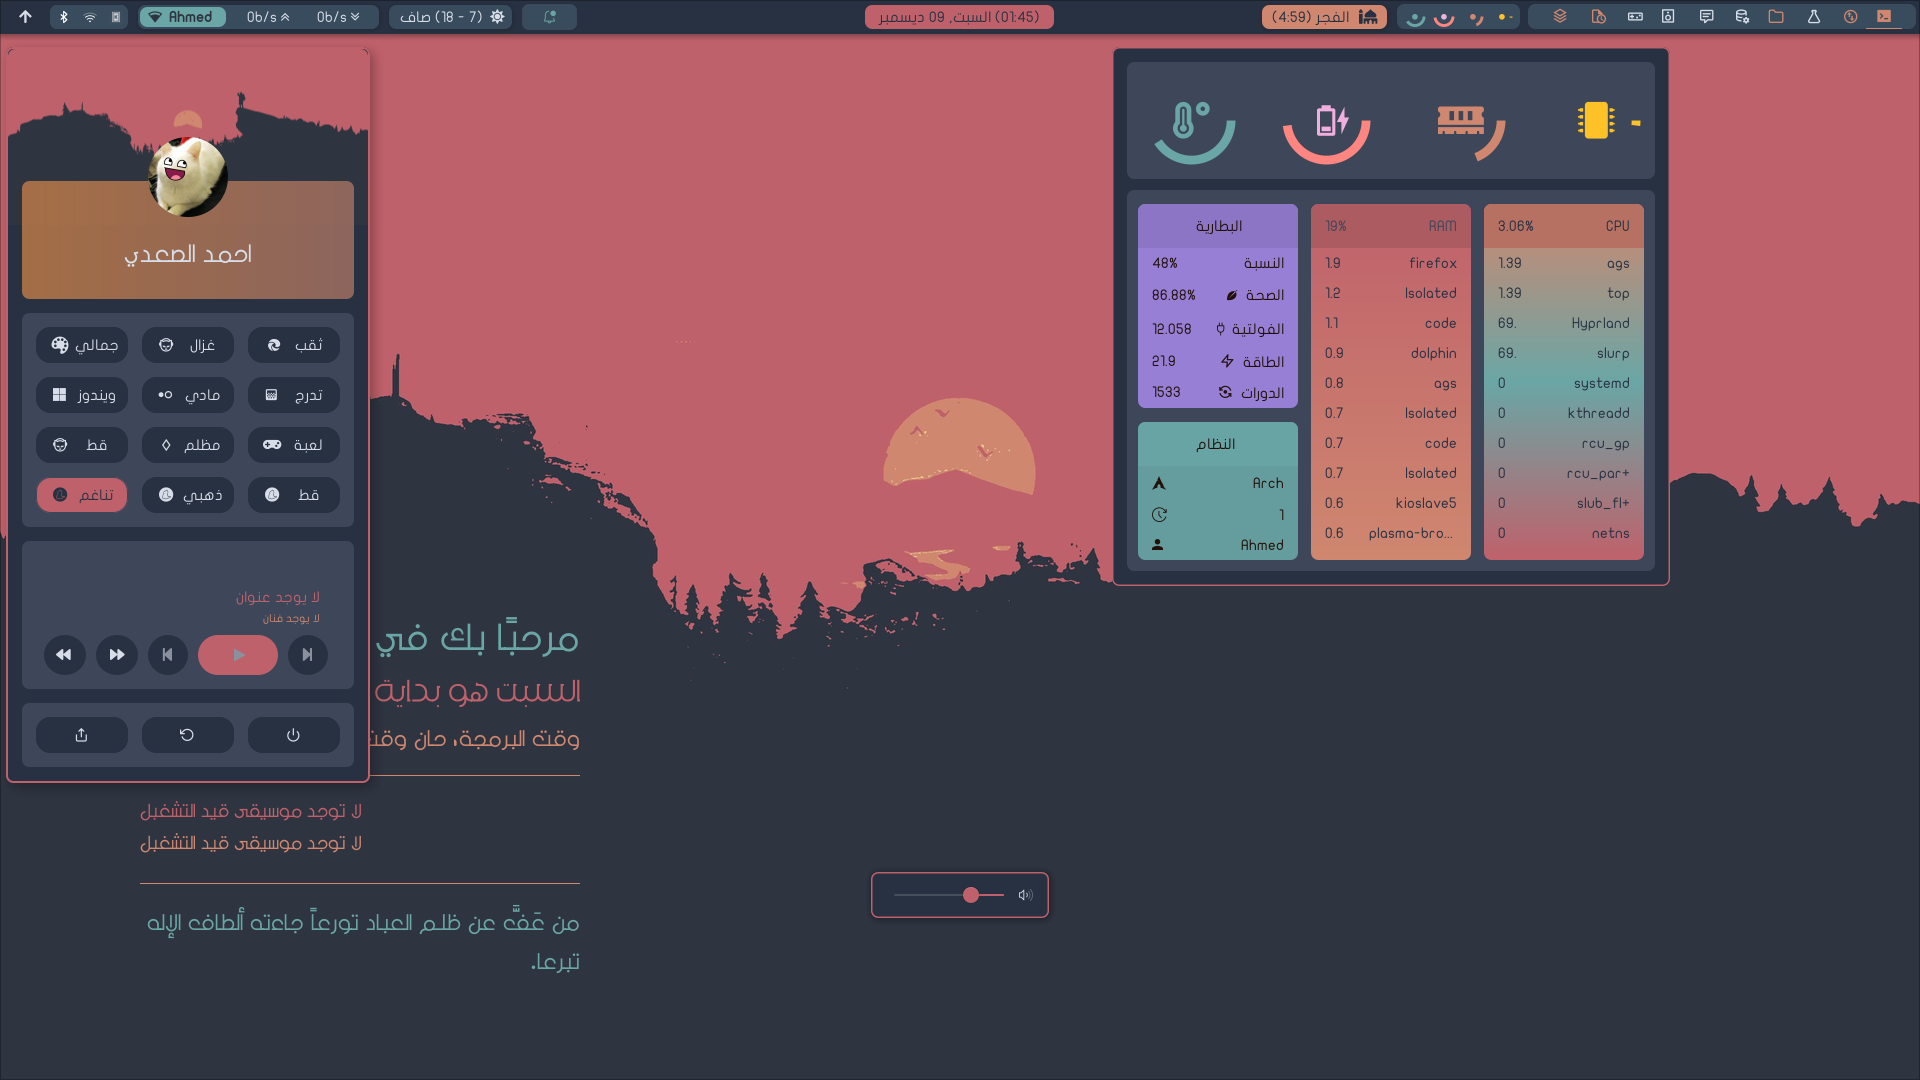 Ahmed
0b/s
0b/s
صاف (18 - 7)
(01:45) السبت, 09 ديسمبر
الفجر (4:59)
احمد الصعدي
ثقب
غزال
جمالي
تدرج
مادي
ويندوز
لعبة
مظلم
قط
قط
ذهبي
تناغم
لا يوجد عنوان
لا يوجد فنان
مرحبًا بك في
السبت هو بداية
وقت البرمجة، حان وقت
لا توجد موسيقى قيد التشغيل
لا توجد موسيقى قيد التشغيل
من عَفَّ عن ظلم العباد تورعاً جاءته ألطاف الإله
تبرعا.
البطارية
النسبة 48%
الصحة 86.88%
الفولتية 12.058
الطاقة 21.9
الدورات 1533
النظام
Arch
1
Ahmed
19% RAM
1.9 firefox
1.2 Isolated
1.1 code
0.9 dolphin
0.8 ags
0.7 Isolated
0.7 code
0.7 Isolated
0.6 kioslave5
0.6 plasma-bro...
3.06% CPU
1.39 ags
1.39 top
69. Hyprland
69. slurp
0 systemd
0 kthreadd
0 rcu_gp
0 rcu_par+
0 slub_fl+
0 netns